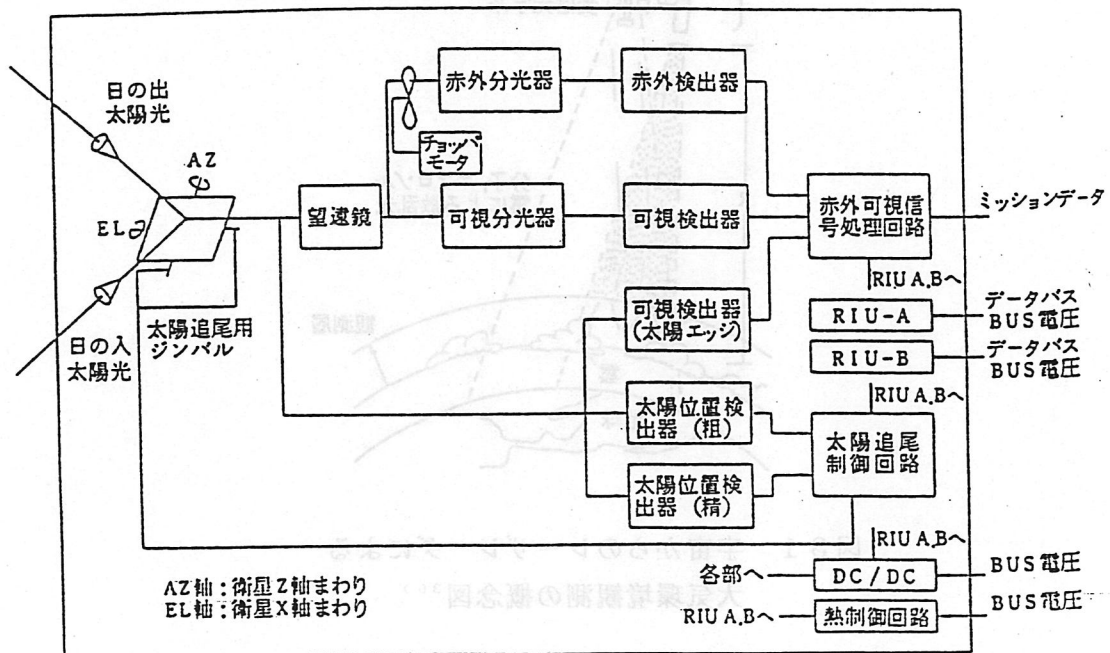 日の出
太陽光
AZ
EL
日の入
太陽光
太陽追尾用
ジンバル
望遠鏡
チョッパ
モータ
赤外分光器
赤外検出器
可視分光器
可視検出器
可視検出器
(太陽エッジ)
太陽位置検
出器(粗)
太陽位置検
出器(精)
赤外可視信
号処理回路
ミッションデータ
RIU A,Bへ
RIU-A
データバス
BUS電圧
RIU-B
データバス
BUS電圧
RIU A,Bへ
太陽追尾
制御回路
RIU A,Bへ
各部へ
DC/DC
BUS電圧
RIU A,Bへ
熱制御回路
BUS電圧
AZ軸:衛星Z軸まわり
EL軸:衛星X軸まわり